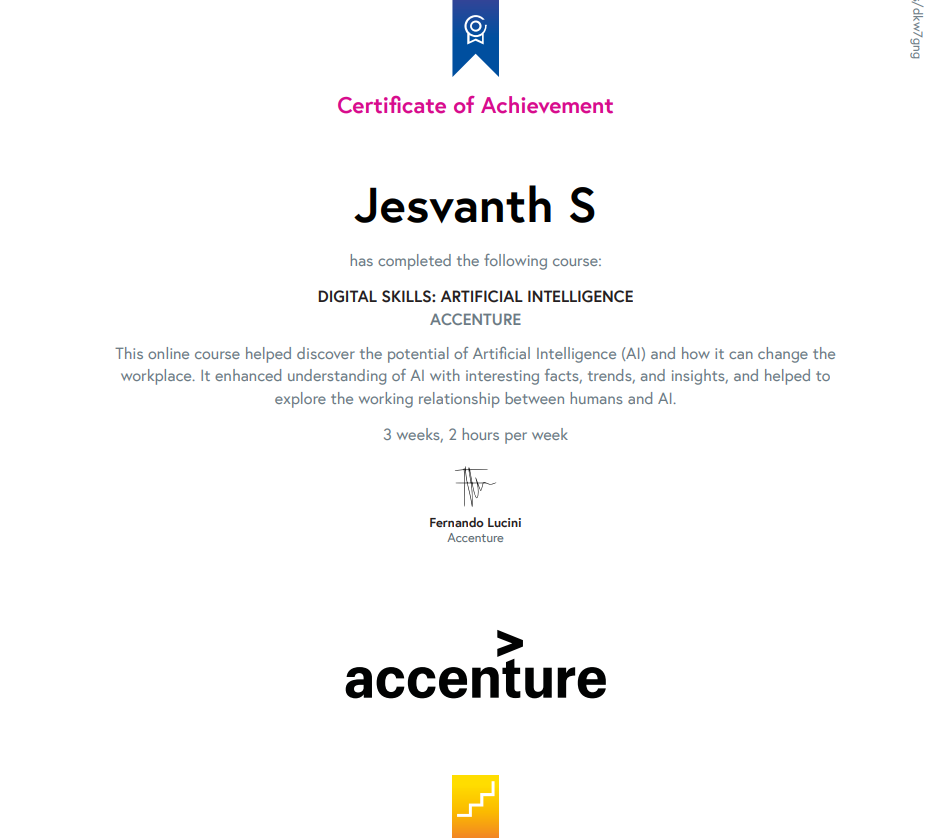 /dkw7gng
Certificate of Achievement
Jesvanth S
has completed the following course:
DIGITAL SKILLS: ARTIFICIAL INTELLIGENCE
ACCENTURE
This online course helped discover the potential of Artificial Intelligence (AI) and how it can change the
workplace. It enhanced understanding of AI with interesting facts, trends, and insights, and helped to
explore the working relationship between humans and AI.
3 weeks, 2 hours per week
Fernando Lucini
Accenture
>
accenture